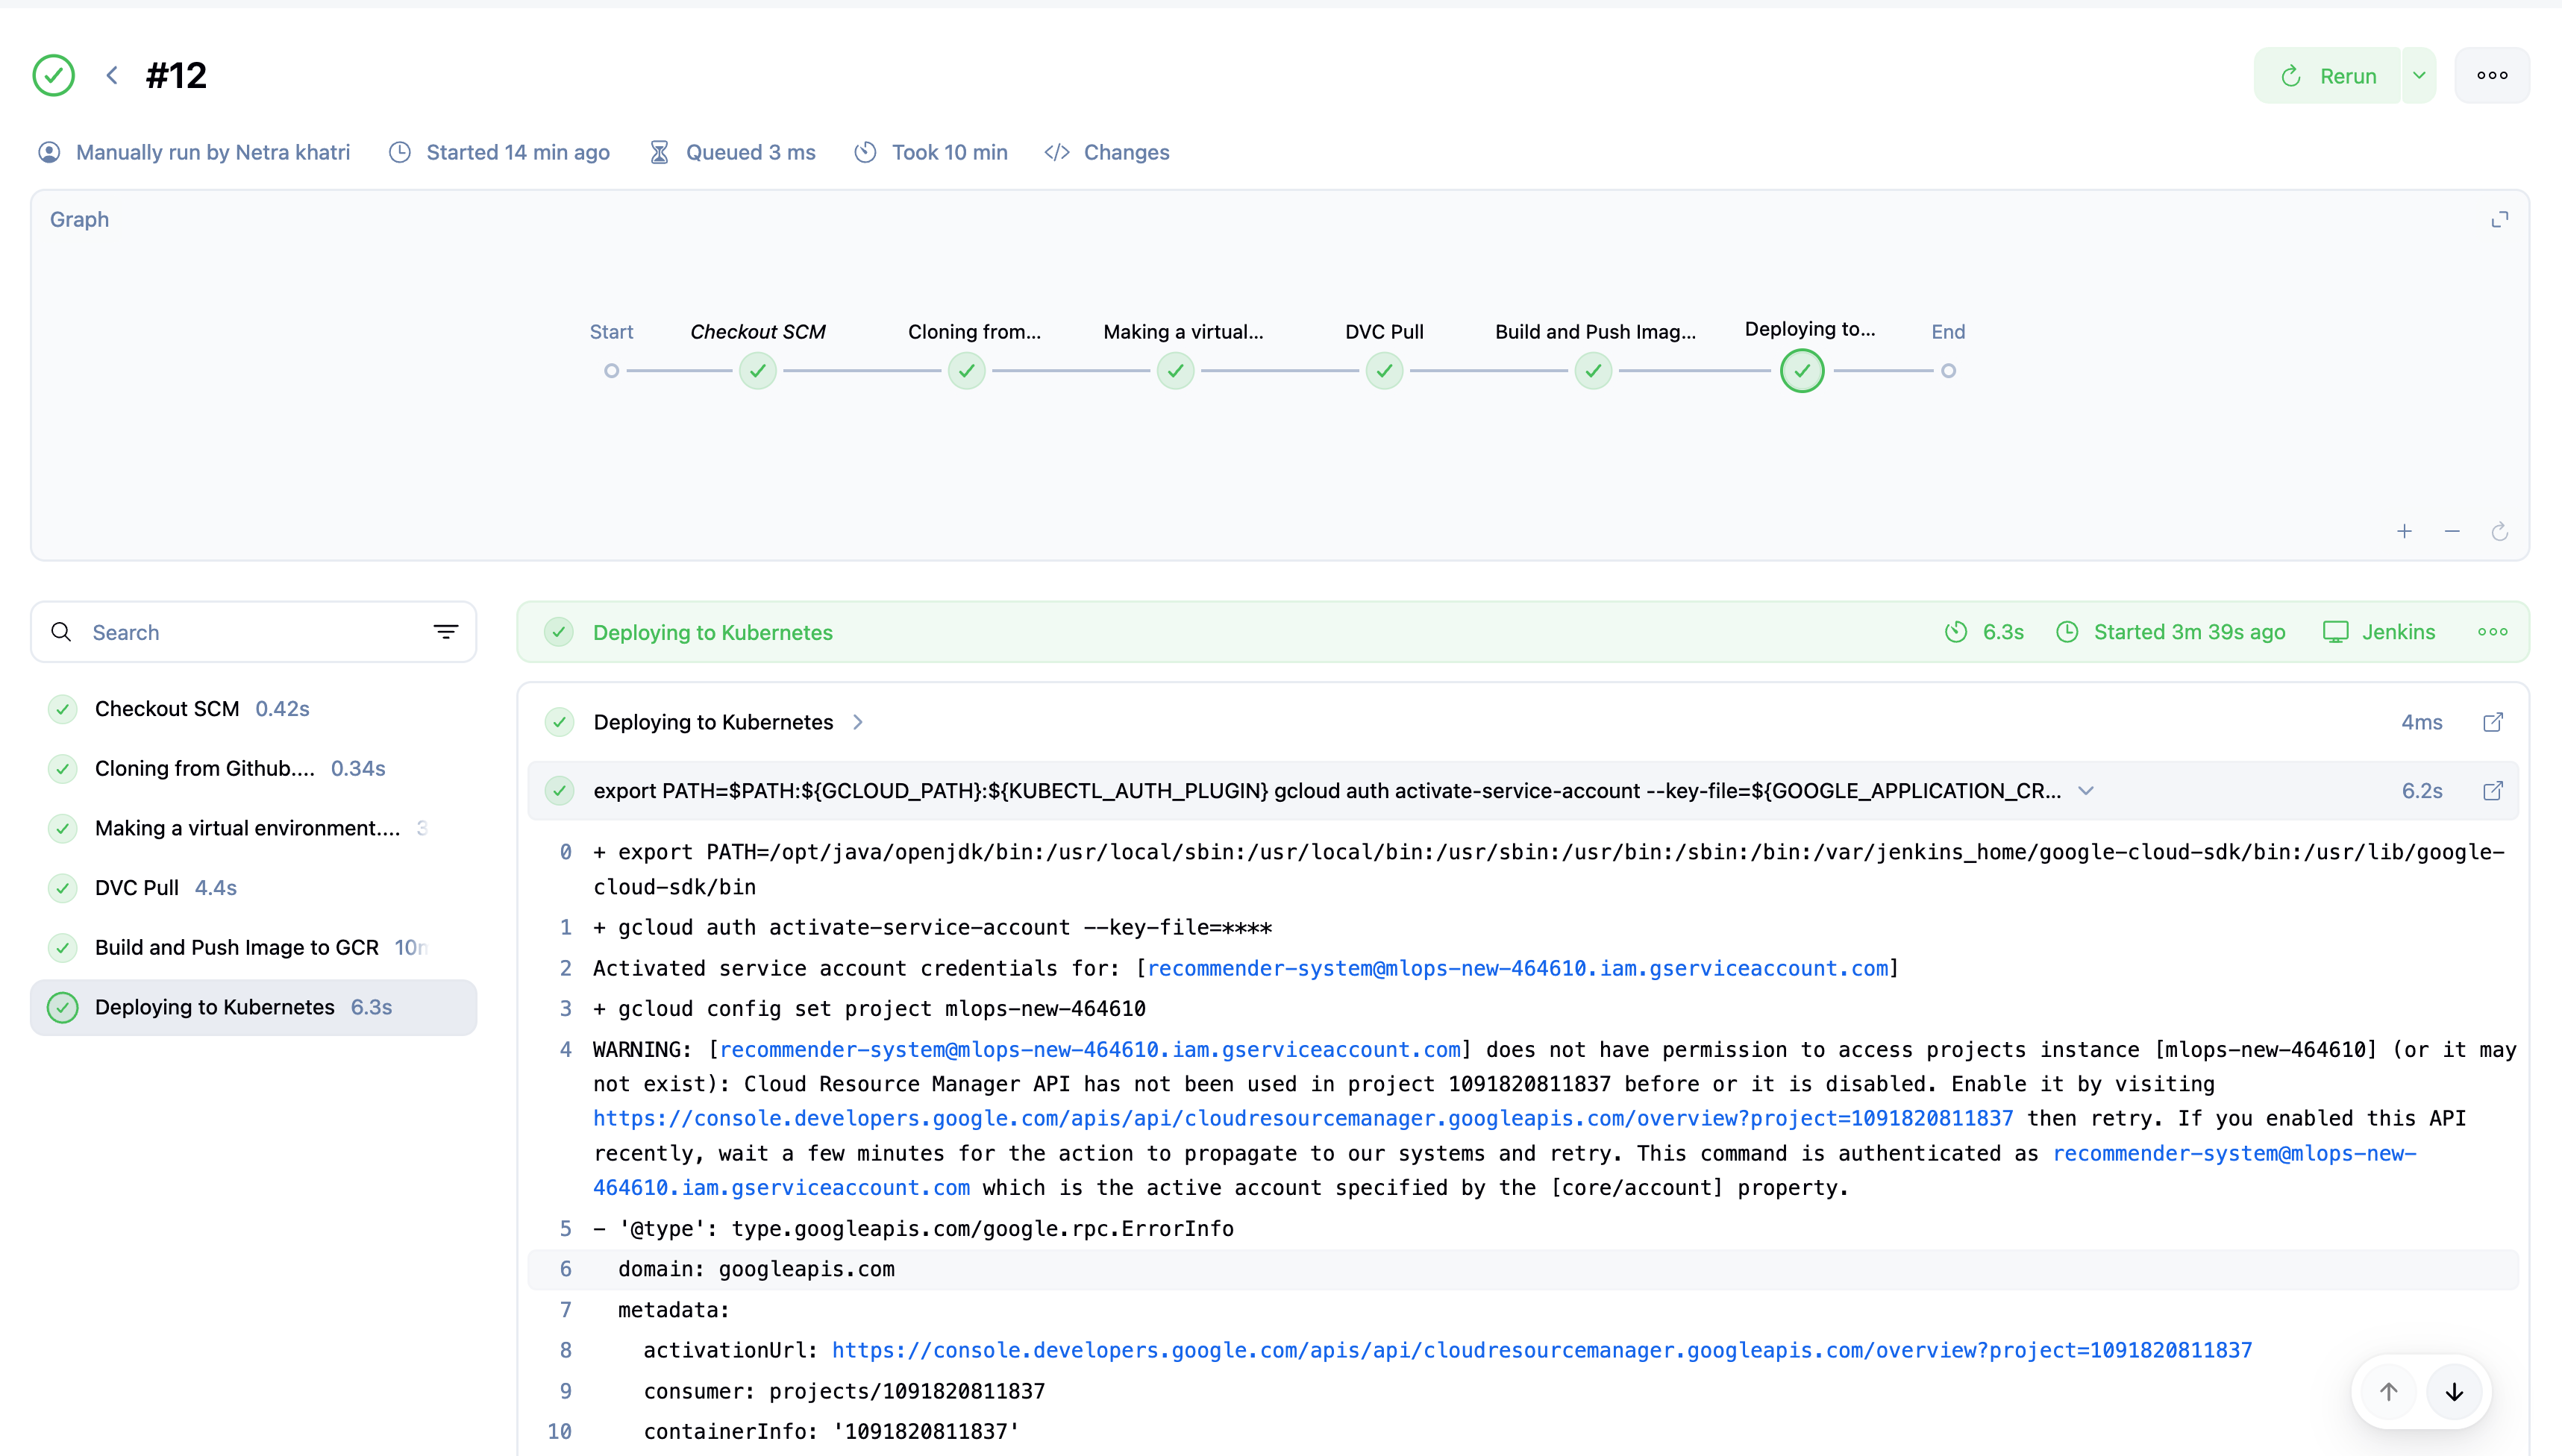 #12
Rerun
Manually run by Netra khatri
Started 14 min ago
Queued 3 ms
Took 10 min
Changes
Graph
Start
Checkout SCM
Cloning from...
Making a virtual...
DVC Pull
Build and Push Imag...
Deploying to...
End
Search
Checkout SCM 0.42s
Cloning from Github.... 0.34s
Making a virtual environment.... 3
DVC Pull 4.4s
Build and Push Image to GCR 10m
Deploying to Kubernetes 6.3s
Deploying to Kubernetes
6.3s
Started 3m 39s ago
Jenkins
Deploying to Kubernetes
4ms
export PATH=$PATH:${GCLOUD_PATH}:${KUBECTL_AUTH_PLUGIN} gcloud auth activate-service-account --key-file=${GOOGLE_APPLICATION_CR...
6.2s
0 + export PATH=/opt/java/openjdk/bin:/usr/local/sbin:/usr/local/bin:/usr/sbin:/usr/bin:/sbin:/bin:/var/jenkins_home/google-cloud-sdk/bin:/usr/lib/google-
cloud-sdk/bin
1 + gcloud auth activate-service-account --key-file=****
2 Activated service account credentials for: [recommender-system@mlops-new-464610.iam.gserviceaccount.com]
3 + gcloud config set project mlops-new-464610
4 WARNING: [recommender-system@mlops-new-464610.iam.gserviceaccount.com] does not have permission to access projects instance [mlops-new-464610] (or it may
not exist): Cloud Resource Manager API has not been used in project 1091820811837 before or it is disabled. Enable it by visiting
https://console.developers.google.com/apis/api/cloudresourcemanager.googleapis.com/overview?project=1091820811837 then retry. If you enabled this API
recently, wait a few minutes for the action to propagate to our systems and retry. This command is authenticated as recommender-system@mlops-new-
464610.iam.gserviceaccount.com which is the active account specified by the [core/account] property.
5 - '@type': type.googleapis.com/google.rpc.ErrorInfo
6 domain: googleapis.com
7 metadata:
8 activationUrl: https://console.developers.google.com/apis/api/cloudresourcemanager.googleapis.com/overview?project=1091820811837
9 consumer: projects/1091820811837
10 containerInfo: '1091820811837'